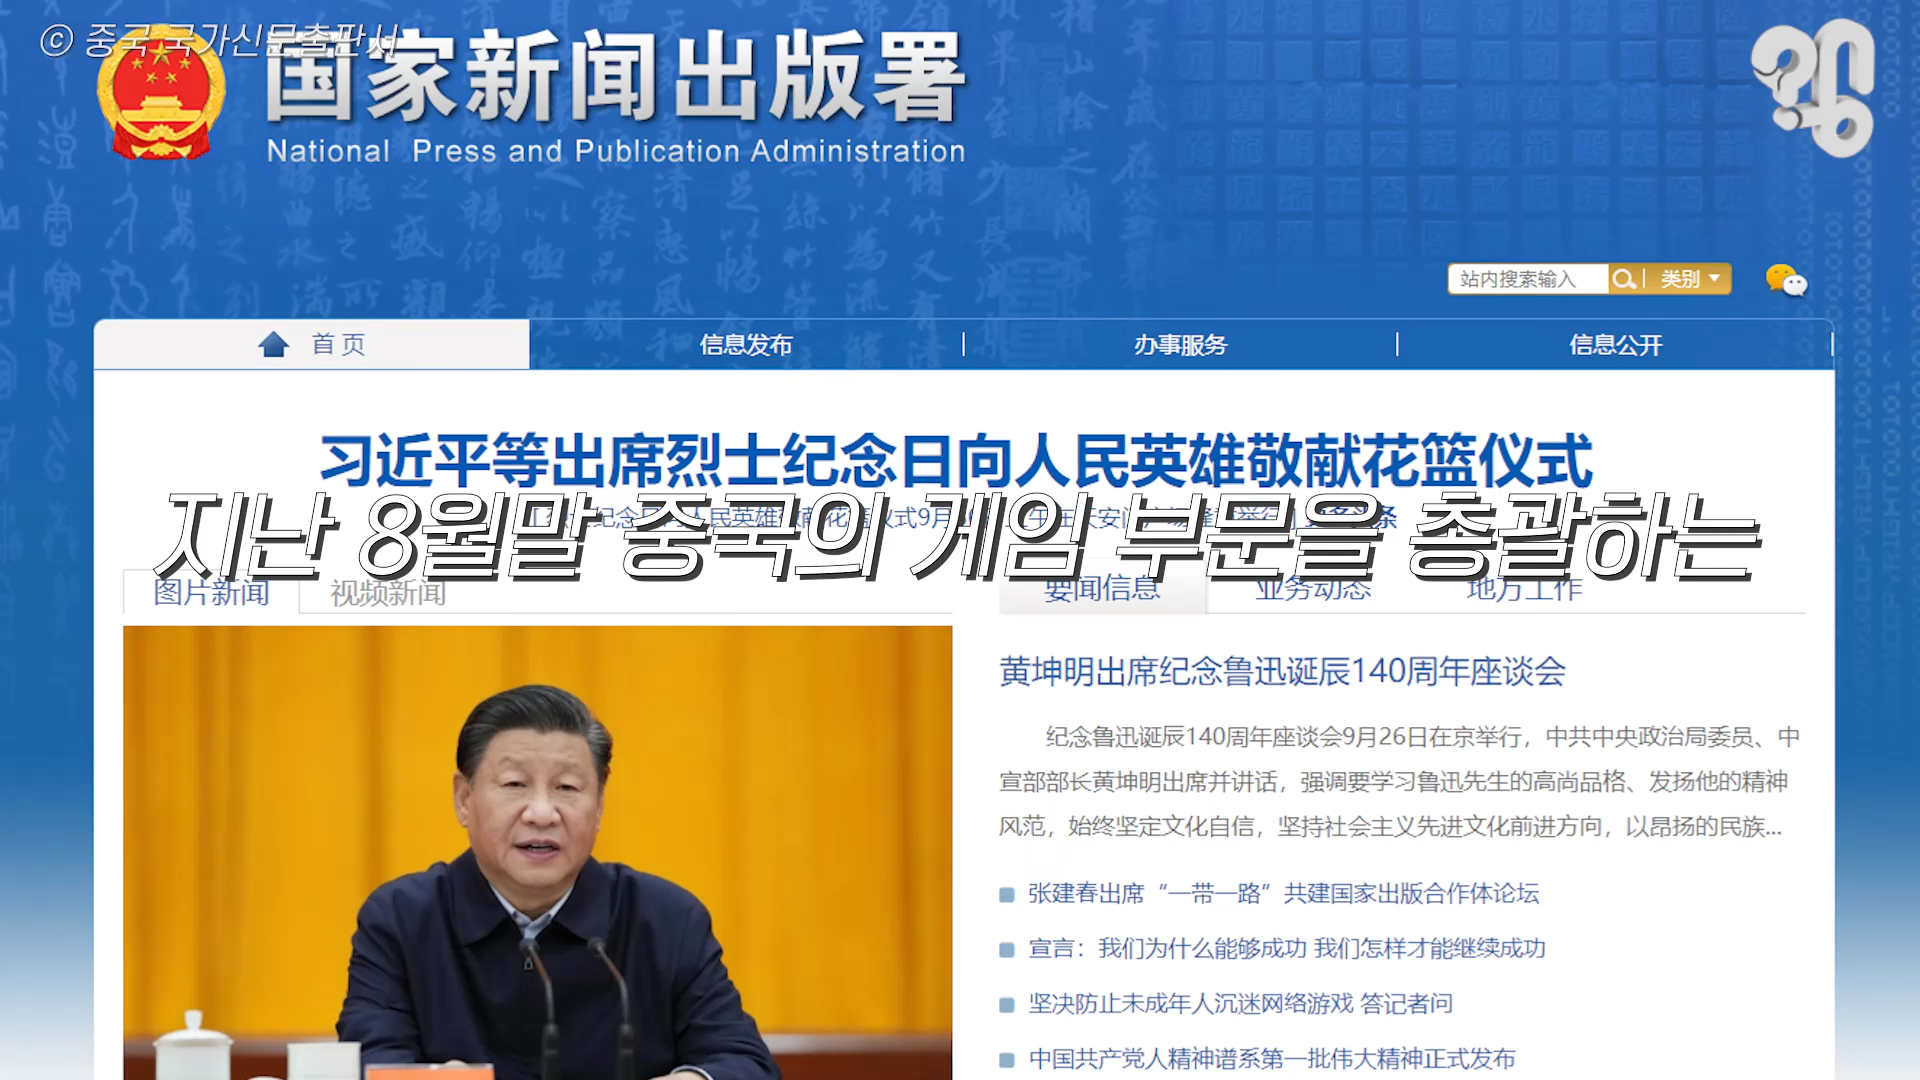 © 중국 국가신문출판서
国家新闻出版署
National Press and Publication Administration
站内搜索输入 类别
首页 信息发布 办事服务 信息公开
习近平等出席烈士纪念日向人民英雄敬献花篮仪式
지난 8월말 중국의 게임 부문을 총괄하는
图片新闻 视频新闻
要闻信息 业务动态 地方工作
黄坤明出席纪念鲁迅诞辰140周年座谈会
纪念鲁迅诞辰140周年座谈会9月26日在京举行，中共中央政治局委员、中
宣部部长黄坤明出席并讲话，强调要学习鲁迅先生的高尚品格、发扬他的精神
风范，始终坚定文化自信，坚持社会主义先进文化前进方向，以昂扬的民族...
张建春出席“一带一路”共建国家出版合作体论坛
宣言：我们为什么能够成功 我们怎样才能继续成功
坚决防止未成年人沉迷网络游戏 答记者问
中国共产党人精神谱系第一批伟大精神正式发布